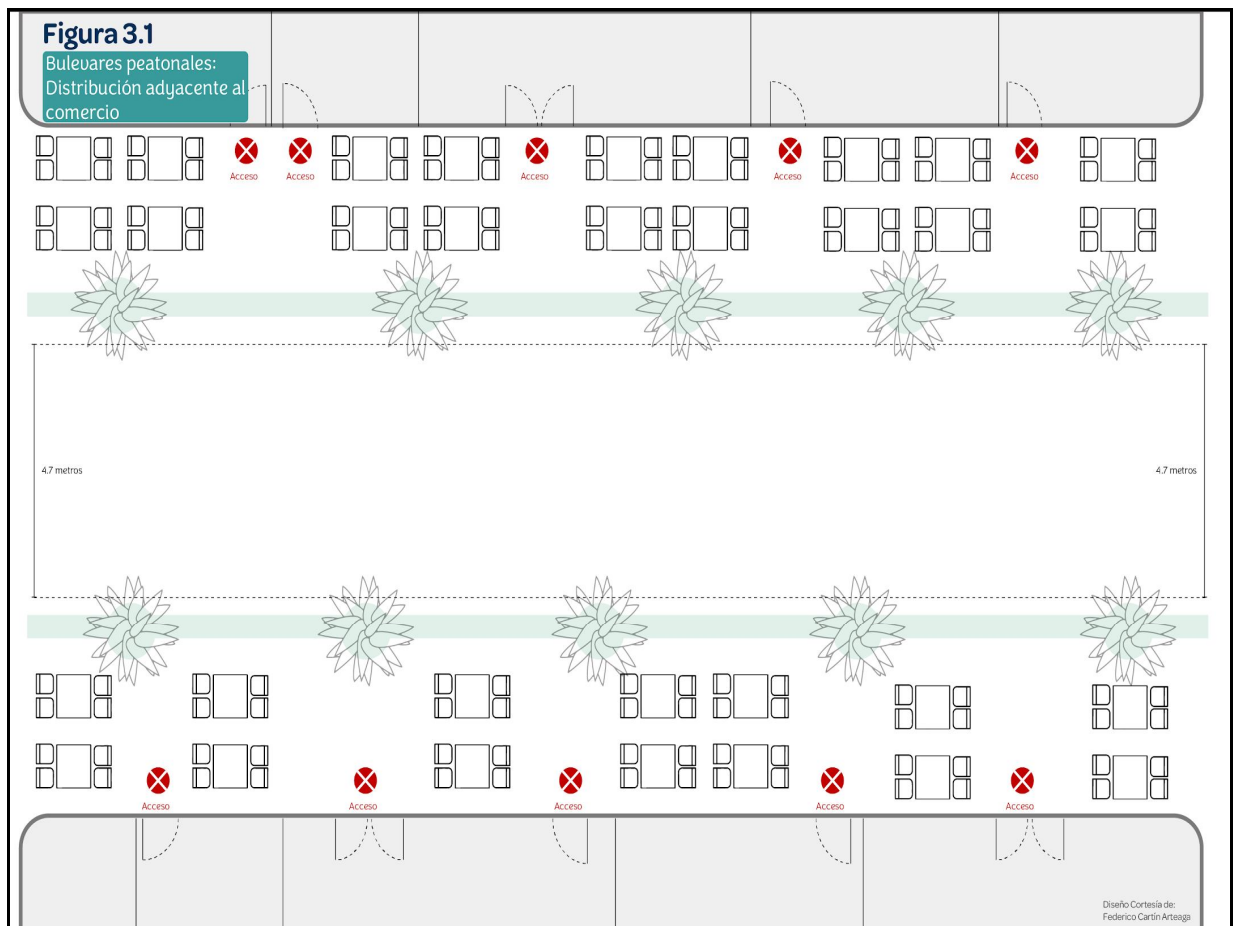 Figura 3.1
Bulevares peatonales:
Distribución adyacente al
comercio
Acceso
Acceso
Acceso
Acceso
Acceso
4.7 metros
4.7 metros
Acceso
Acceso
Acceso
Acceso
Acceso
Diseño Cortesía de:
Federico Cartín Arteaga